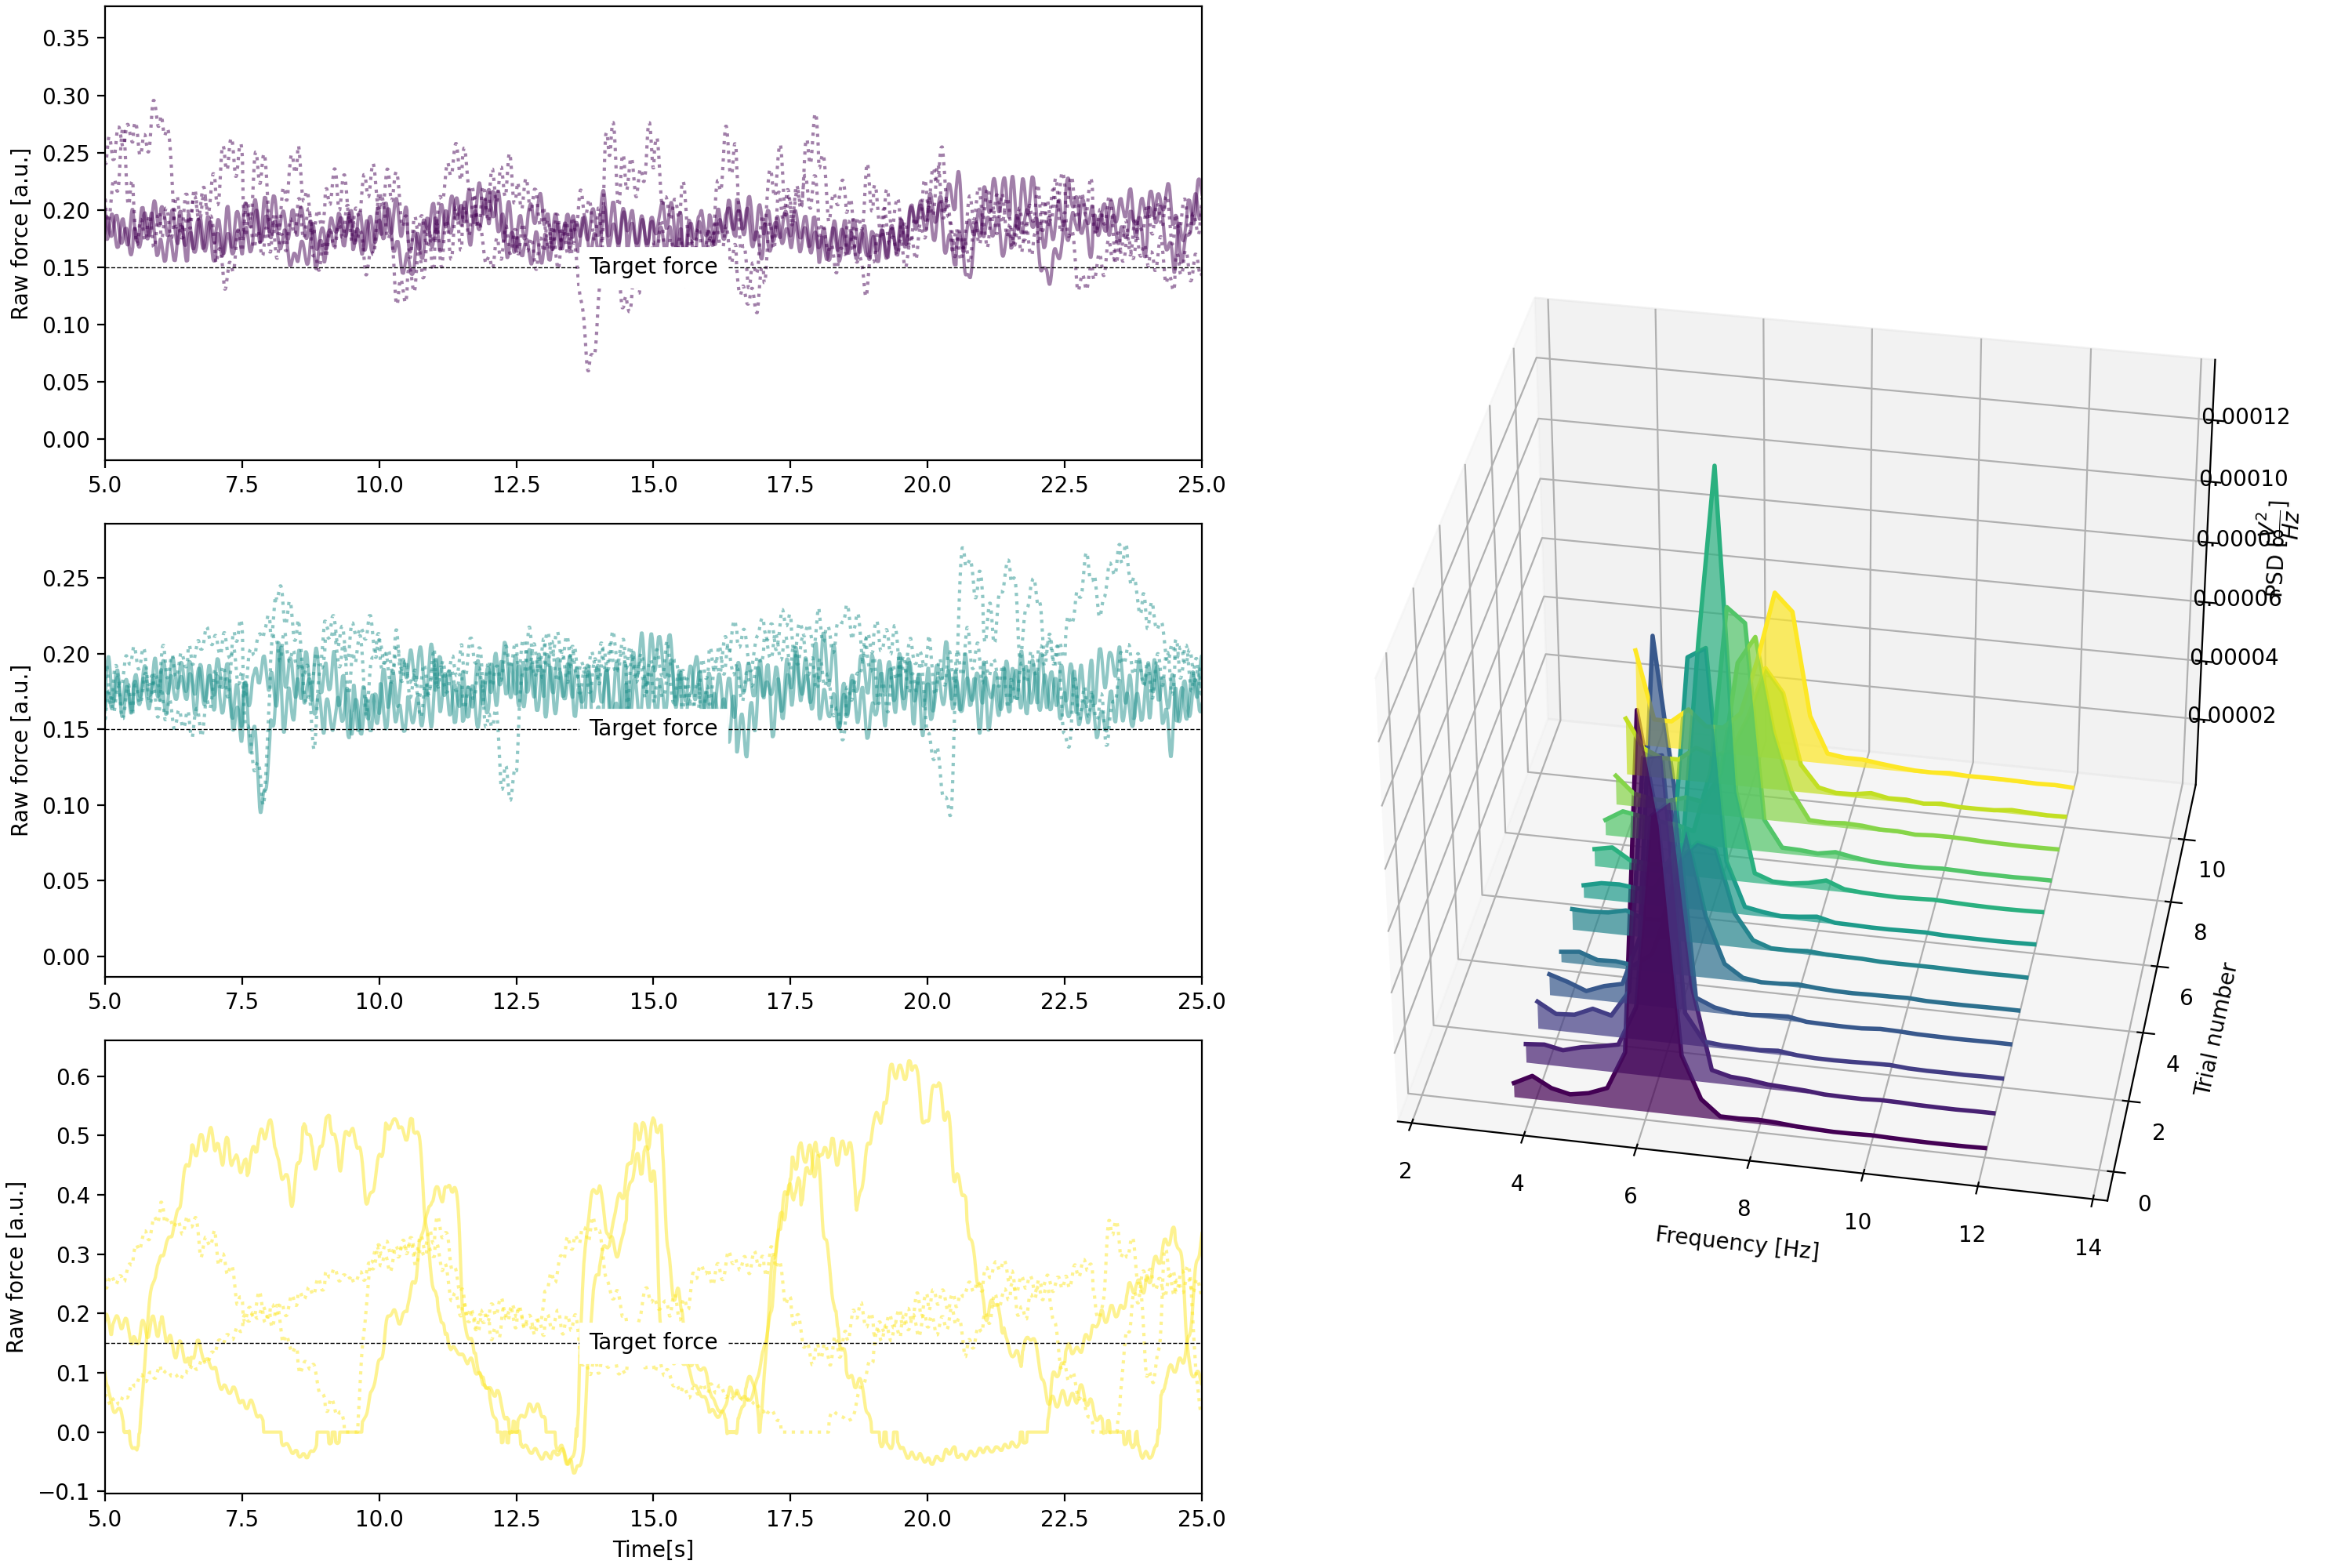 0.35
0.30
0.25
0.20
0.15
0.10
0.05
0.00
Raw force [a.u.]
Target force
5.0 7.5 10.0 12.5 15.0 17.5 20.0 22.5 25.0
0.25
0.20
0.15
0.10
0.05
0.00
Raw force [a.u.]
Target force
5.0 7.5 10.0 12.5 15.0 17.5 20.0 22.5 25.0
0.6
0.5
0.4
0.3
0.2
0.1
0.0
−0.1
Raw force [a.u.]
Target force
5.0 7.5 10.0 12.5 15.0 17.5 20.0 22.5 25.0
Time[s]
0.00012
0.00010
0.00008
0.00006
0.00004
0.00002
PSD [V²/Hz]
10
8
6
4
2
0
Trial number
2 4 6 8 10 12 14
Frequency [Hz]